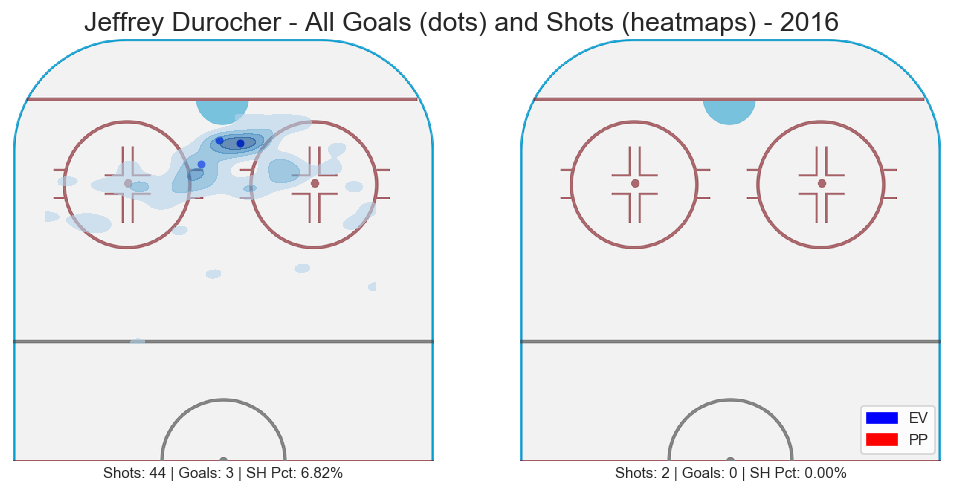 Jeffrey Durocher - All Goals (dots) and Shots (heatmaps) - 2016
EV
PP
Shots: 44 | Goals: 3 | SH Pct: 6.82%
Shots: 2 | Goals: 0 | SH Pct: 0.00%